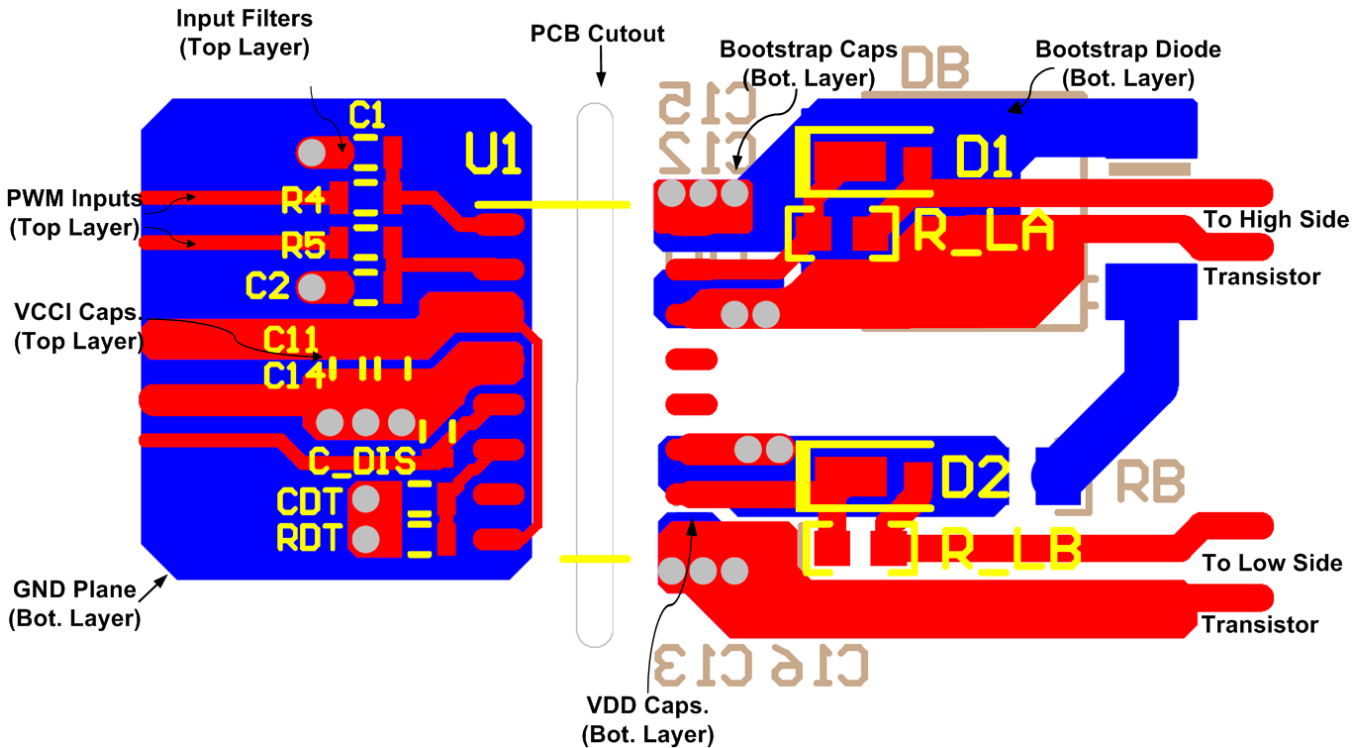 Input Filters
(Top Layer)
PCB Cutout
Bootstrap Caps
(Bot. Layer)
Bootstrap Diode
(Bot. Layer)
DB
C15
C12
C1
U1
D1
PWM Inputs
(Top Layer)
R4
R5
R_LA
To High Side
Transistor
C2
VCCI Caps.
(Top Layer)
C11
C14
C_DIS
CDT
RDT
D2
RB
R_LB
To Low Side
Transistor
GND Plane
(Bot. Layer)
C13
C16
VDD Caps.
(Bot. Layer)